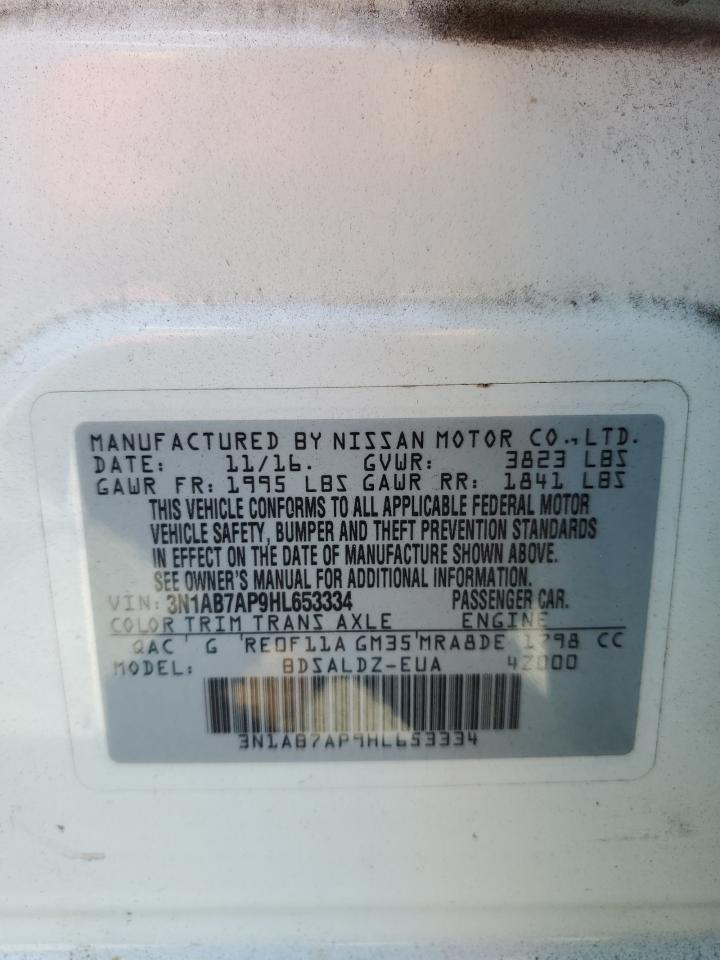 MANUFACTURED BY NISSAN MOTOR CO.,LTD.
DATE: 11/16. GVWR: 3823 LBS
GAWR FR: 1995 LBS GAWR RR: 1841 LBS
THIS VEHICLE CONFORMS TO ALL APPLICABLE FEDERAL MOTOR
VEHICLE SAFETY, BUMPER AND THEFT PREVENTION STANDARDS
IN EFFECT ON THE DATE OF MANUFACTURE SHOWN ABOVE.
SEE OWNER'S MANUAL FOR ADDITIONAL INFORMATION.
VIN: 3N1AB7AP9HL653334 PASSENGER CAR.
COLOR TRIM TRANS AXLE ENGINE
QAC G RE0F11A GM35 MRA8DE 1798 CC
MODEL: BDSALDZ-EUA 4Z000
3N1AB7AP9HL653334